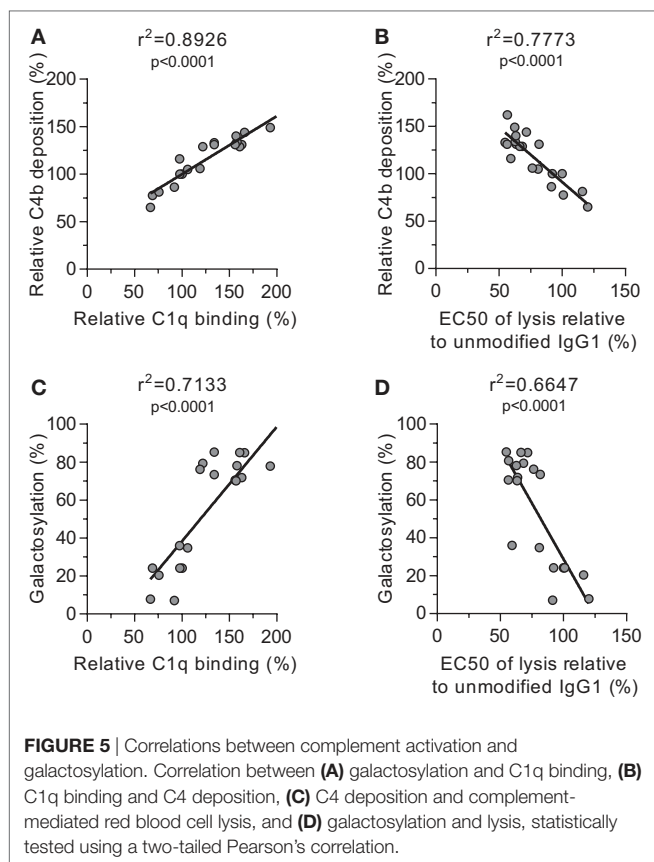 A
r²=0.8926
p<0.0001
Relative C4b deposition (%)
200
150
100
50
0
0 50 100 150 200
Relative C1q binding (%)
B
r²=0.7773
p<0.0001
Relative C4b deposition (%)
200
150
100
50
0
0 50 100 150
EC50 of lysis relative
to unmodified IgG1 (%)
C
r²=0.7133
p<0.0001
Galactosylation (%)
100
80
60
40
20
0
0 50 100 150 200
Relative C1q binding (%)
D
r²=0.6647
p<0.0001
Galactosylation (%)
100
80
60
40
20
0
0 50 100 150
EC50 of lysis relative
to unmodified IgG1 (%)
FIGURE 5 | Correlations between complement activation and
galactosylation. Correlation between (A) galactosylation and C1q binding, (B)
C1q binding and C4 deposition, (C) C4 deposition and complement-
mediated red blood cell lysis, and (D) galactosylation and lysis, statistically
tested using a two-tailed Pearson’s correlation.